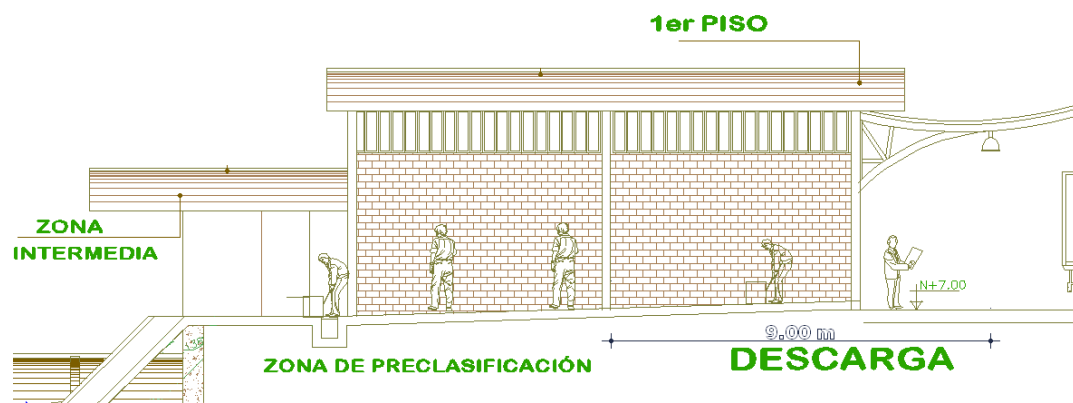 1er PISO
ZONA
INTERMEDIA
N+7.00
9.00 m
ZONA DE PRECLASIFICACIÓN
DESCARGA